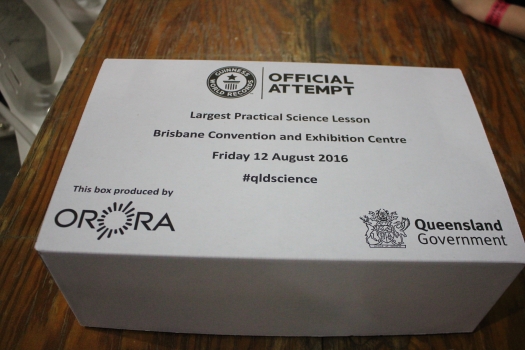 GUINNESS WORLD RECORDS
OFFICIAL
ATTEMPT
Largest Practical Science Lesson
Brisbane Convention and Exhibition Centre
Friday 12 August 2016
#qldscience
This box produced by
ORORA
Queensland
Government